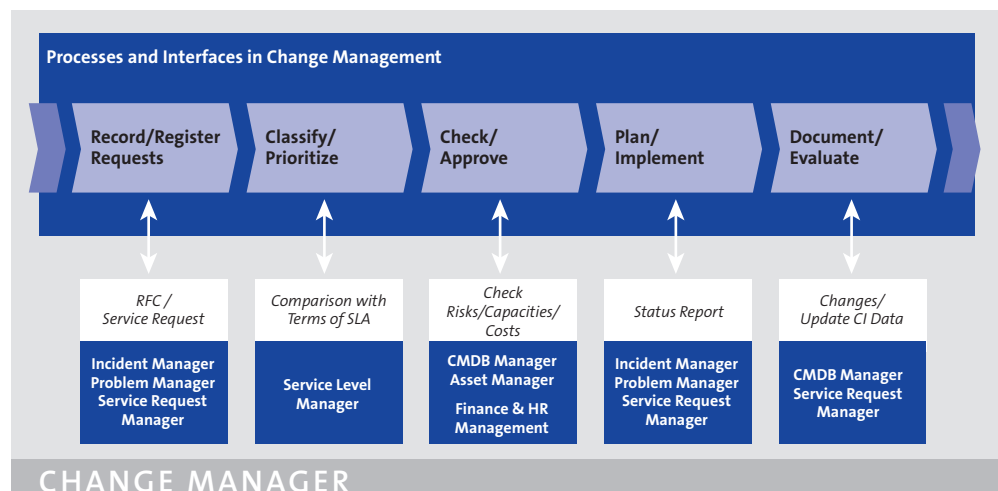 Processes and Interfaces in Change Management
Record/Register
Requests
Classify/
Prioritize
Check/
Approve
Plan/
Implement
Document/
Evaluate
RFC /
Service Request
Comparison with
Terms of SLA
Check
Risks/Capacities/
Costs
Status Report
Changes/
Update CI Data
Incident Manager
Problem Manager
Service Request
Manager
Service Level
Manager
CMDB Manager
Asset Manager
Finance & HR
Management
Incident Manager
Problem Manager
Service Request
Manager
CMDB Manager
Service Request
Manager
CHANGE MANAGER